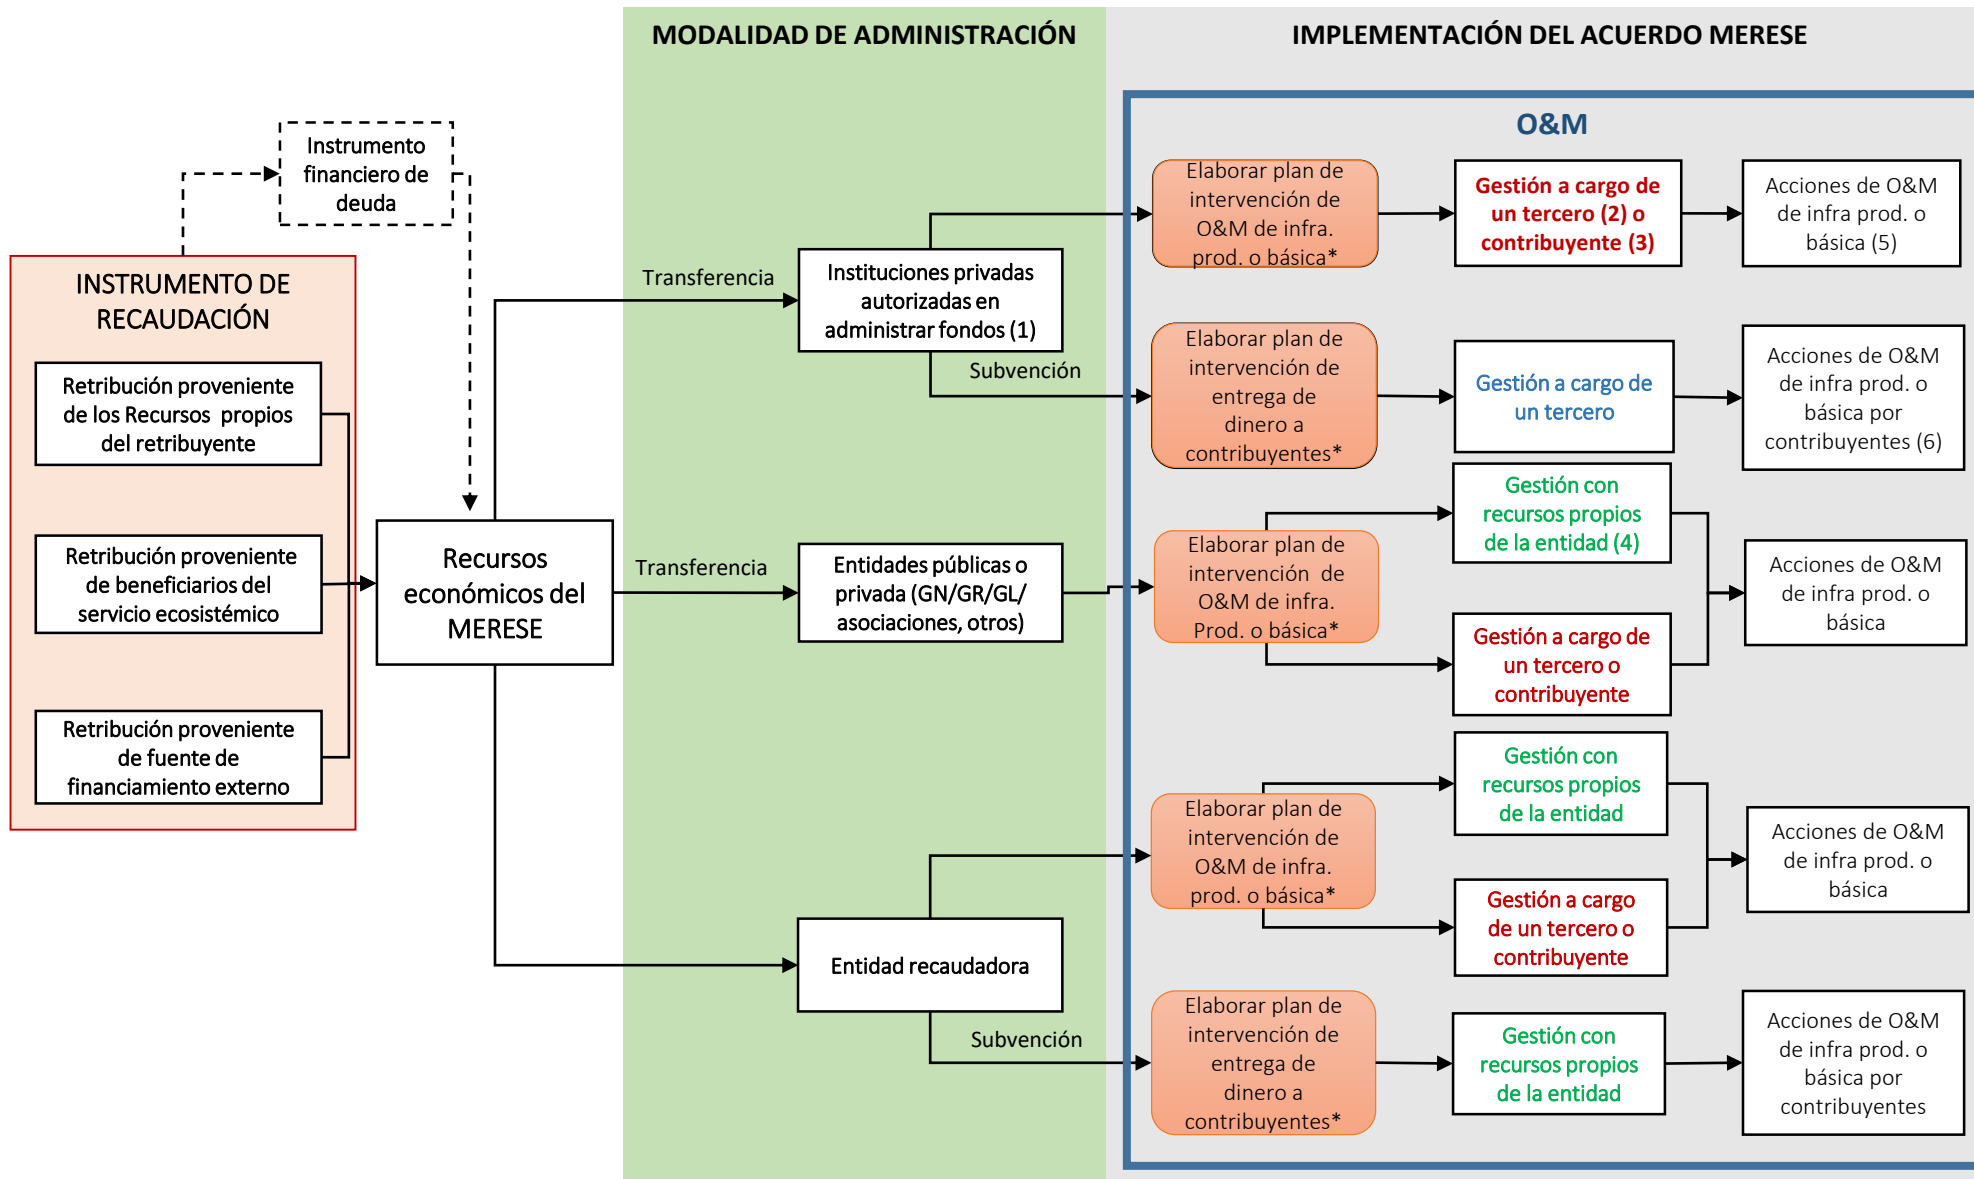 MODALIDAD DE ADMINISTRACIÓN
IMPLEMENTACIÓN DEL ACUERDO MERESE
O&M
Instrumento
financiero de
deuda
INSTRUMENTO DE
RECAUDACIÓN
Retribución proveniente
de los Recursos propios
del retribuyente
Retribución proveniente
de beneficiarios del
servicio ecosistémico
Retribución proveniente
de fuente de
financiamiento externo
Recursos
económicos del
MERESE
Transferencia
Instituciones privadas
autorizadas en
administrar fondos (1)
Subvención
Transferencia
Entidades públicas o
privada (GN/GR/GL/
asociaciones, otros)
Entidad recaudadora
Subvención
Elaborar plan de
intervención de
O&M de infra.
prod. o básica*
Gestión a cargo de
un tercero (2) o
contribuyente (3)
Acciones de O&M
de infra prod. o
básica (5)
Elaborar plan de
intervención de
entrega de
dinero a
contribuyentes*
Gestión a cargo de
un tercero
Acciones de O&M
de infra prod. o
básica por
contribuyentes (6)
Elaborar plan de
intervención de
O&M de infra.
Prod. o básica*
Gestión con
recursos propios
de la entidad (4)
Gestión a cargo de
un tercero o
contribuyente
Acciones de O&M
de infra prod. o
básica
Elaborar plan de
intervención de
O&M de infra.
prod. o básica*
Gestión con
recursos propios
de la entidad
Gestión a cargo
de un tercero o
contribuyente
Acciones de O&M
de infra prod. o
básica
Elaborar plan de
intervención de
entrega de
dinero a
contribuyentes*
Gestión con
recursos propios
de la entidad
Acciones de O&M
de infra prod. o
básica por
contribuyentes